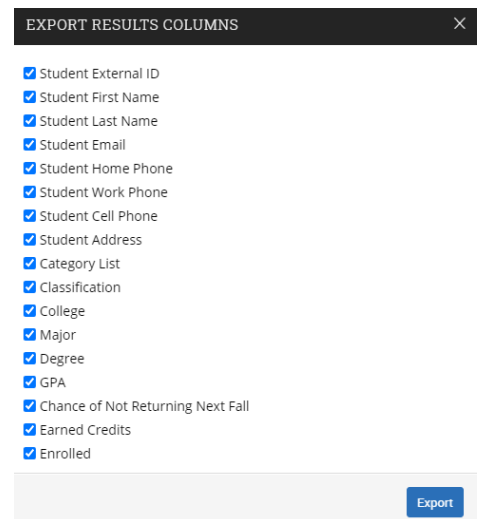 EXPORT RESULTS COLUMNS
Student External ID
Student First Name
Student Last Name
Student Email
Student Home Phone
Student Work Phone
Student Cell Phone
Student Address
Category List
Classification
College
Major
Degree
GPA
Chance of Not Returning Next Fall
Earned Credits
Enrolled
Export